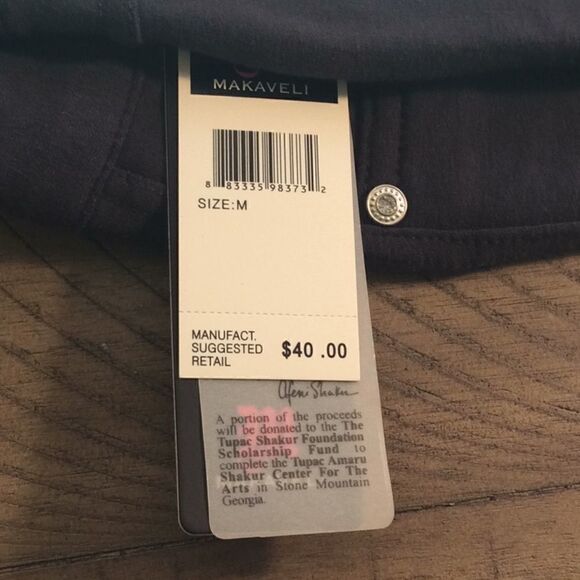 MAKAVELI
8 83335 98373 2
SIZE:M
MANUFACT.
SUGGESTED
RETAIL
$40.00
Afeni Shakur
A portion of the proceeds
will be donated to the The
Tupac Shakur Foundation
Scholarship Fund to
complete the Tupac Amaru
Shakur Center For The
Arts in Stone Mountain
Georgia.